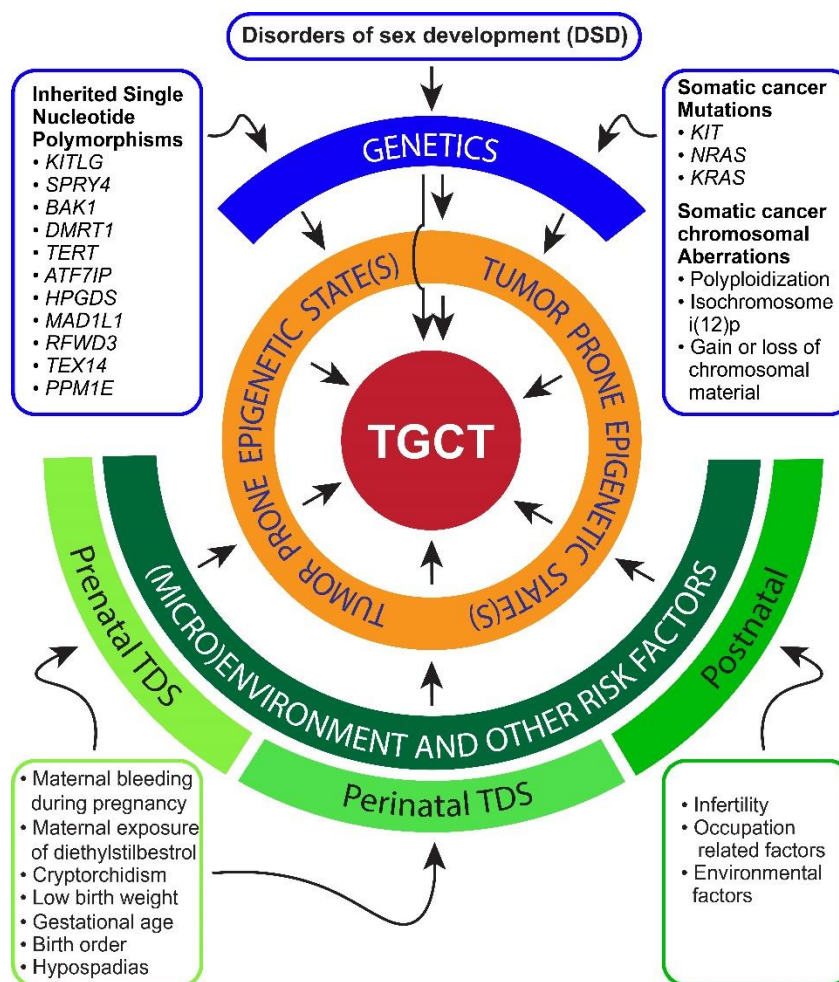 Disorders of sex development (DSD)
Inherited Single
Nucleotide
Polymorphisms
• KITLG
• SPRY4
• BAK1
• DMRT1
• TERT
• ATF7IP
• HPGDS
• MAD1L1
• RFWD3
• TEX14
• PPM1E
Somatic cancer
Mutations
• KIT
• NRAS
• KRAS
Somatic cancer
chromosomal
Aberrations
• Polyploidization
• Isochromosome
i(12)p
• Gain or loss of
chromosomal
material
GENETICS
TUMOR PRONE EPIGENETIC STATE(S)
TUMOR PRONE EPIGENETIC STATE(S)
TGCT
(MICRO)ENVIRONMENT AND OTHER RISK FACTORS
Prenatal TDS
Perinatal TDS
Postnatal
• Maternal bleeding
during pregnancy
• Maternal exposure
of diethylstilbestrol
• Cryptorchidism
• Low birth weight
• Gestational age
• Birth order
• Hypospadias
• Infertility
• Occupation
related factors
• Environmental
factors